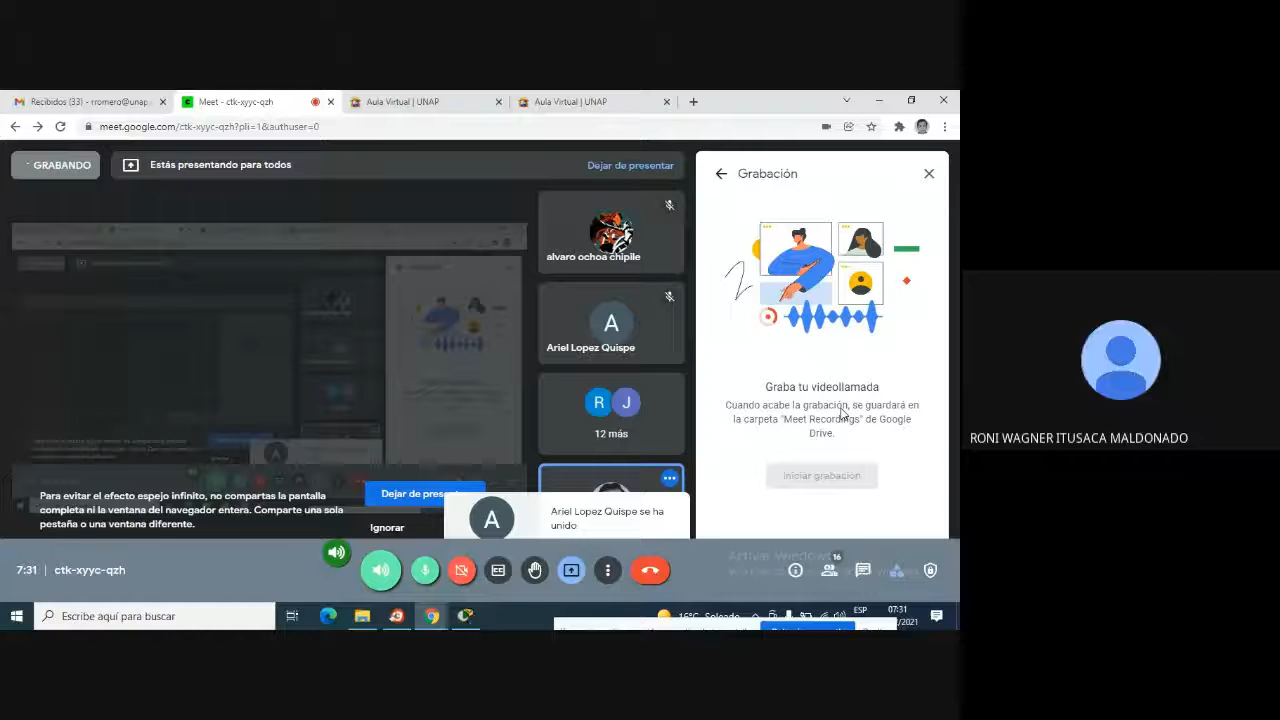 Recibidos (33) - rromero@unap.
Meet - ctk-xyyc-qzh
Aula Virtual | UNAP
Aula Virtual | UNAP
meet.google.com/ctk-xyyc-qzh?pli=1&authuser=0
GRABANDO
Estás presentando para todos
Dejar de presentar
Grabación
alvaro ochoa chipile
A
Ariel Lopez Quispe
R J
12 más
Graba tu videollamada
Cuando acabe la grabación, se guardará en
la carpeta "Meet Recordings" de Google
Drive.
Iniciar grabación
Para evitar el efecto espejo infinito, no compartas la pantalla
completa ni la ventana del navegador entera. Comparte una sola
pestaña o una ventana diferente.
Dejar de
Ignorar
A
Ariel Lopez Quispe se ha
unido
RONI WAGNER ITUSACA MALDONADO
Activar Windows
7:31 | ctk-xyyc-qzh
16
Escribe aquí para buscar
16°C Soleado
ESP
07:31
/2021